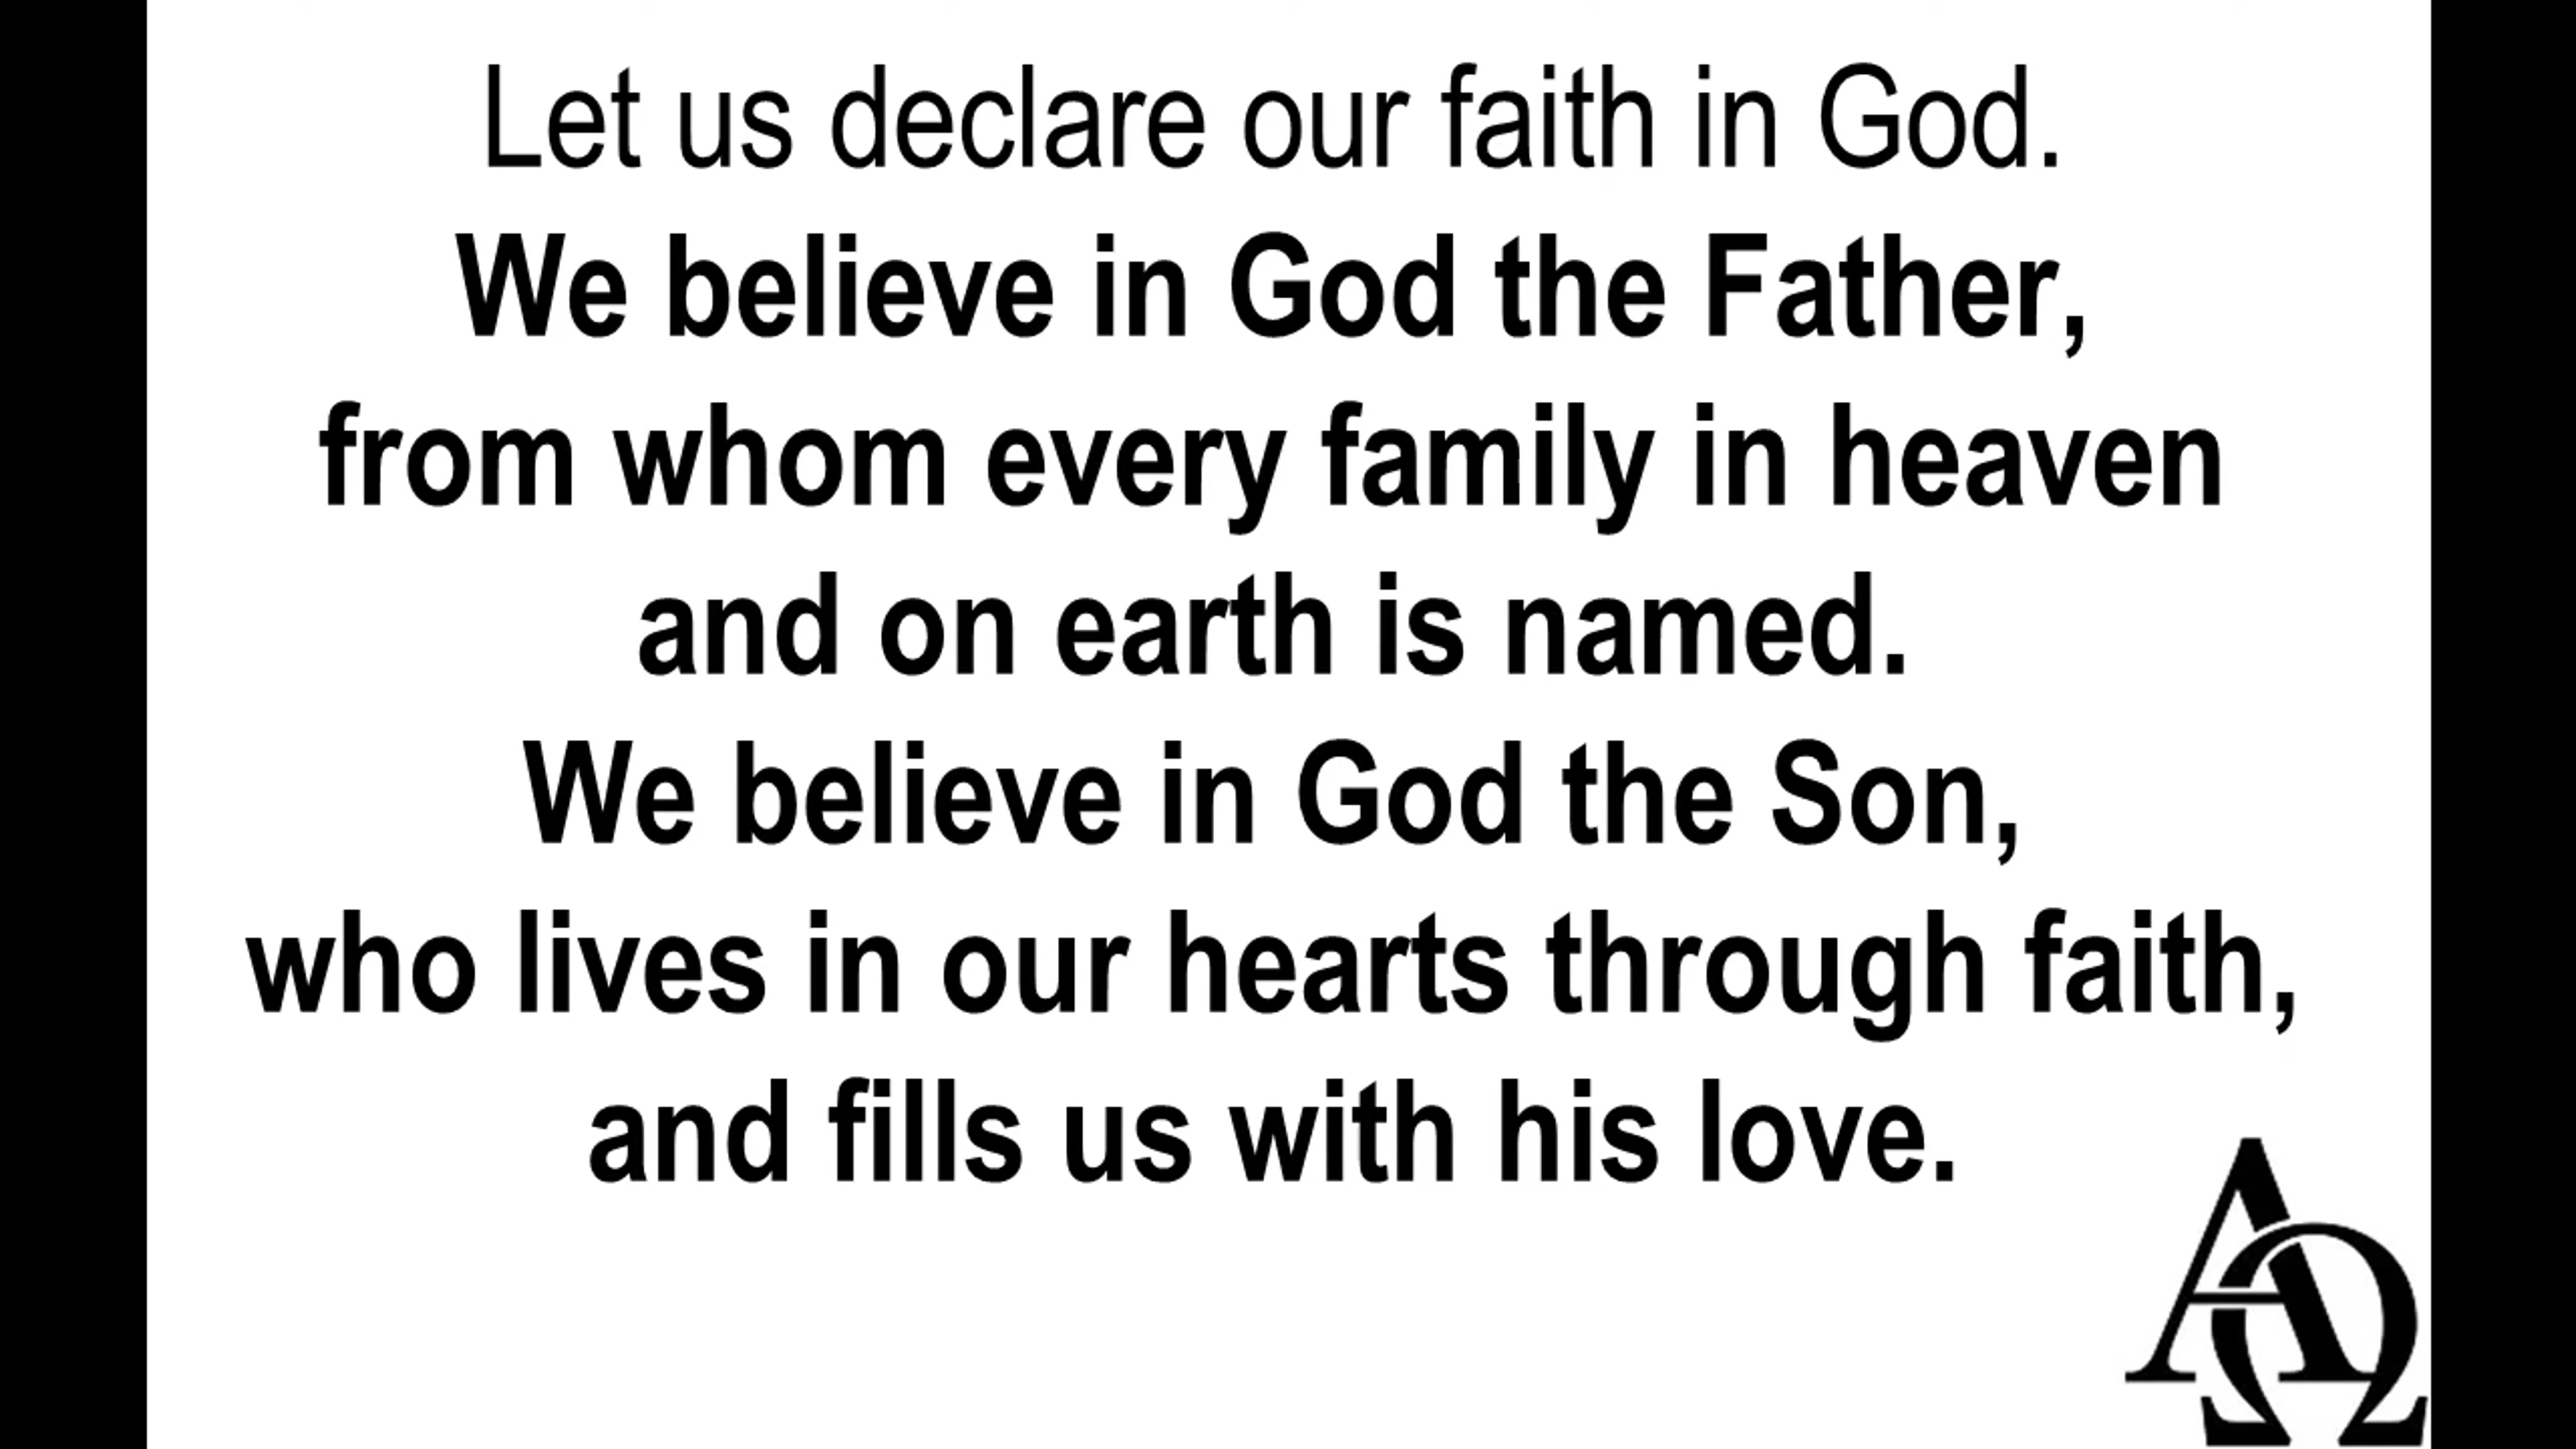 Let us declare our faith in God.
We believe in God the Father,
from whom every family in heaven
and on earth is named.
We believe in God the Son,
who lives in our hearts through faith,
and fills us with his love.
ΑΩ